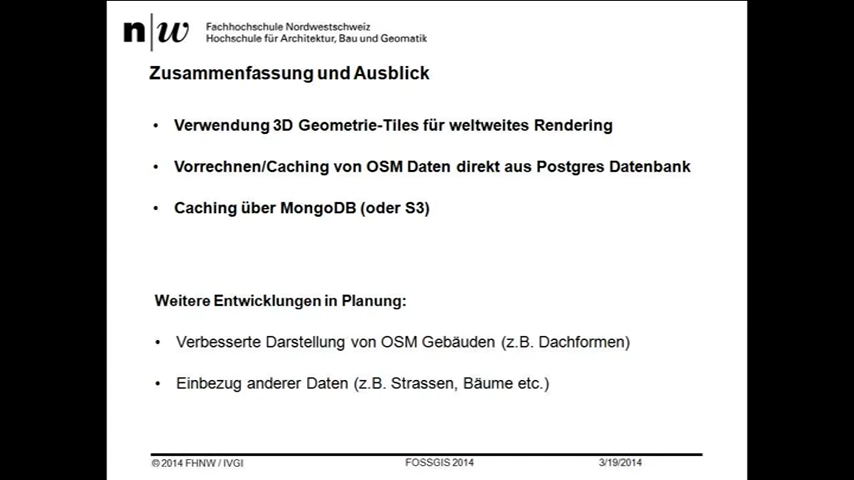 n w Fachhochschule Nordwestschweiz
Hochschule für Architektur, Bau und Geomatik
Zusammenfassung und Ausblick
• Verwendung 3D Geometrie-Tiles für weltweites Rendering
• Vorrechnen/Caching von OSM Daten direkt aus Postgres Datenbank
• Caching über MongoDB (oder S3)
Weitere Entwicklungen in Planung:
• Verbesserte Darstellung von OSM Gebäuden (z.B. Dachformen)
• Einbezug anderer Daten (z.B. Strassen, Bäume etc.)
© 2014 FHNW / IVGI FOSSGIS 2014 3/19/2014